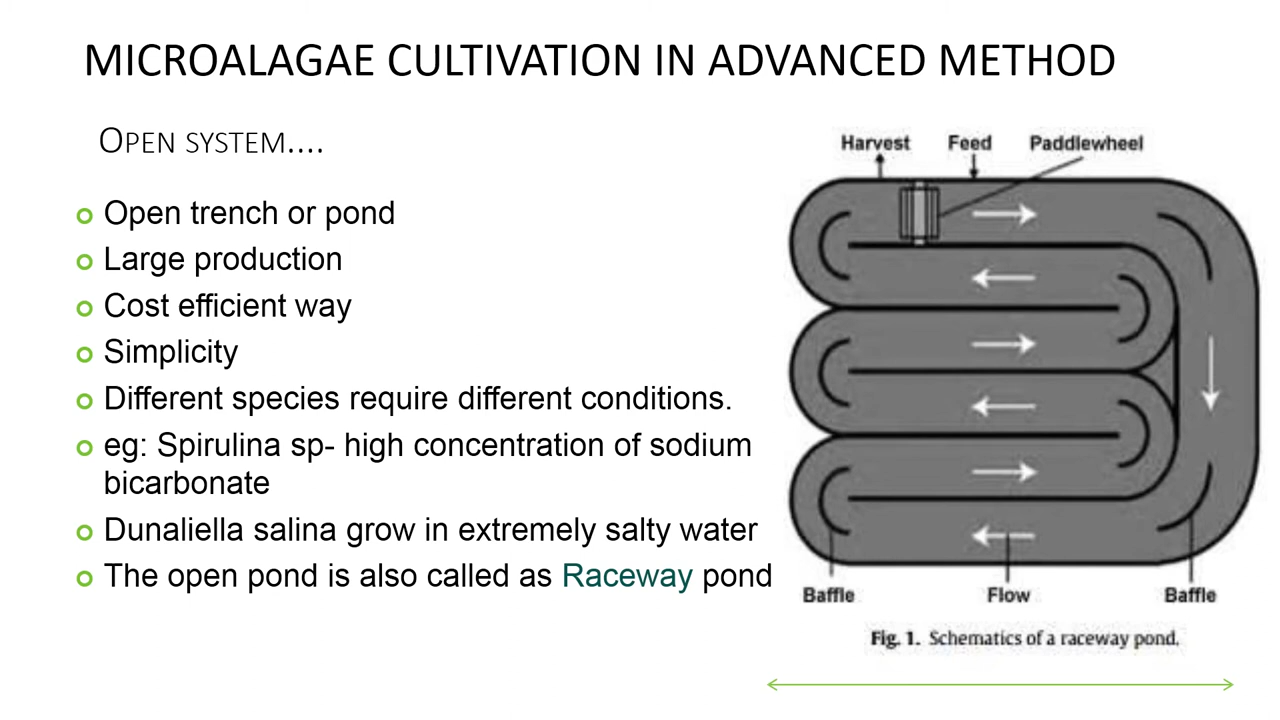 MICROALAGAE CULTIVATION IN ADVANCED METHOD
OPEN SYSTEM....
Open trench or pond
Large production
Cost efficient way
Simplicity
Different species require different conditions.
eg: Spirulina sp- high concentration of sodium
bicarbonate
Dunaliella salina grow in extremely salty water
The open pond is also called as Raceway pond
Harvest Feed Paddlewheel
Baffle Flow Baffle
Fig. 1. Schematics of a raceway pond.